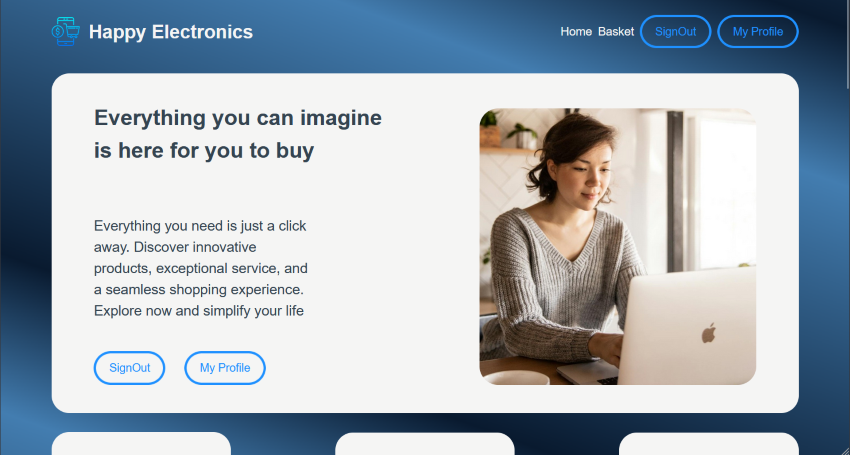 Happy Electronics
Home Basket SignOut My Profile
Everything you can imagine
is here for you to buy
Everything you need is just a click
away. Discover innovative
products, exceptional service, and
a seamless shopping experience.
Explore now and simplify your life
SignOut My Profile